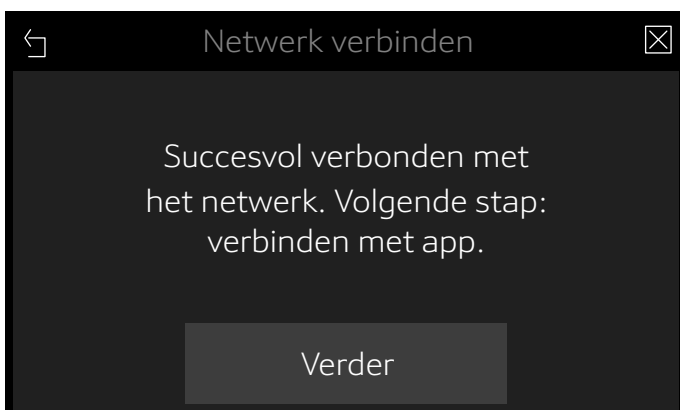 Netwerk verbinden
Succesvol verbonden met
het netwerk. Volgende stap:
verbinden met app.
Verder